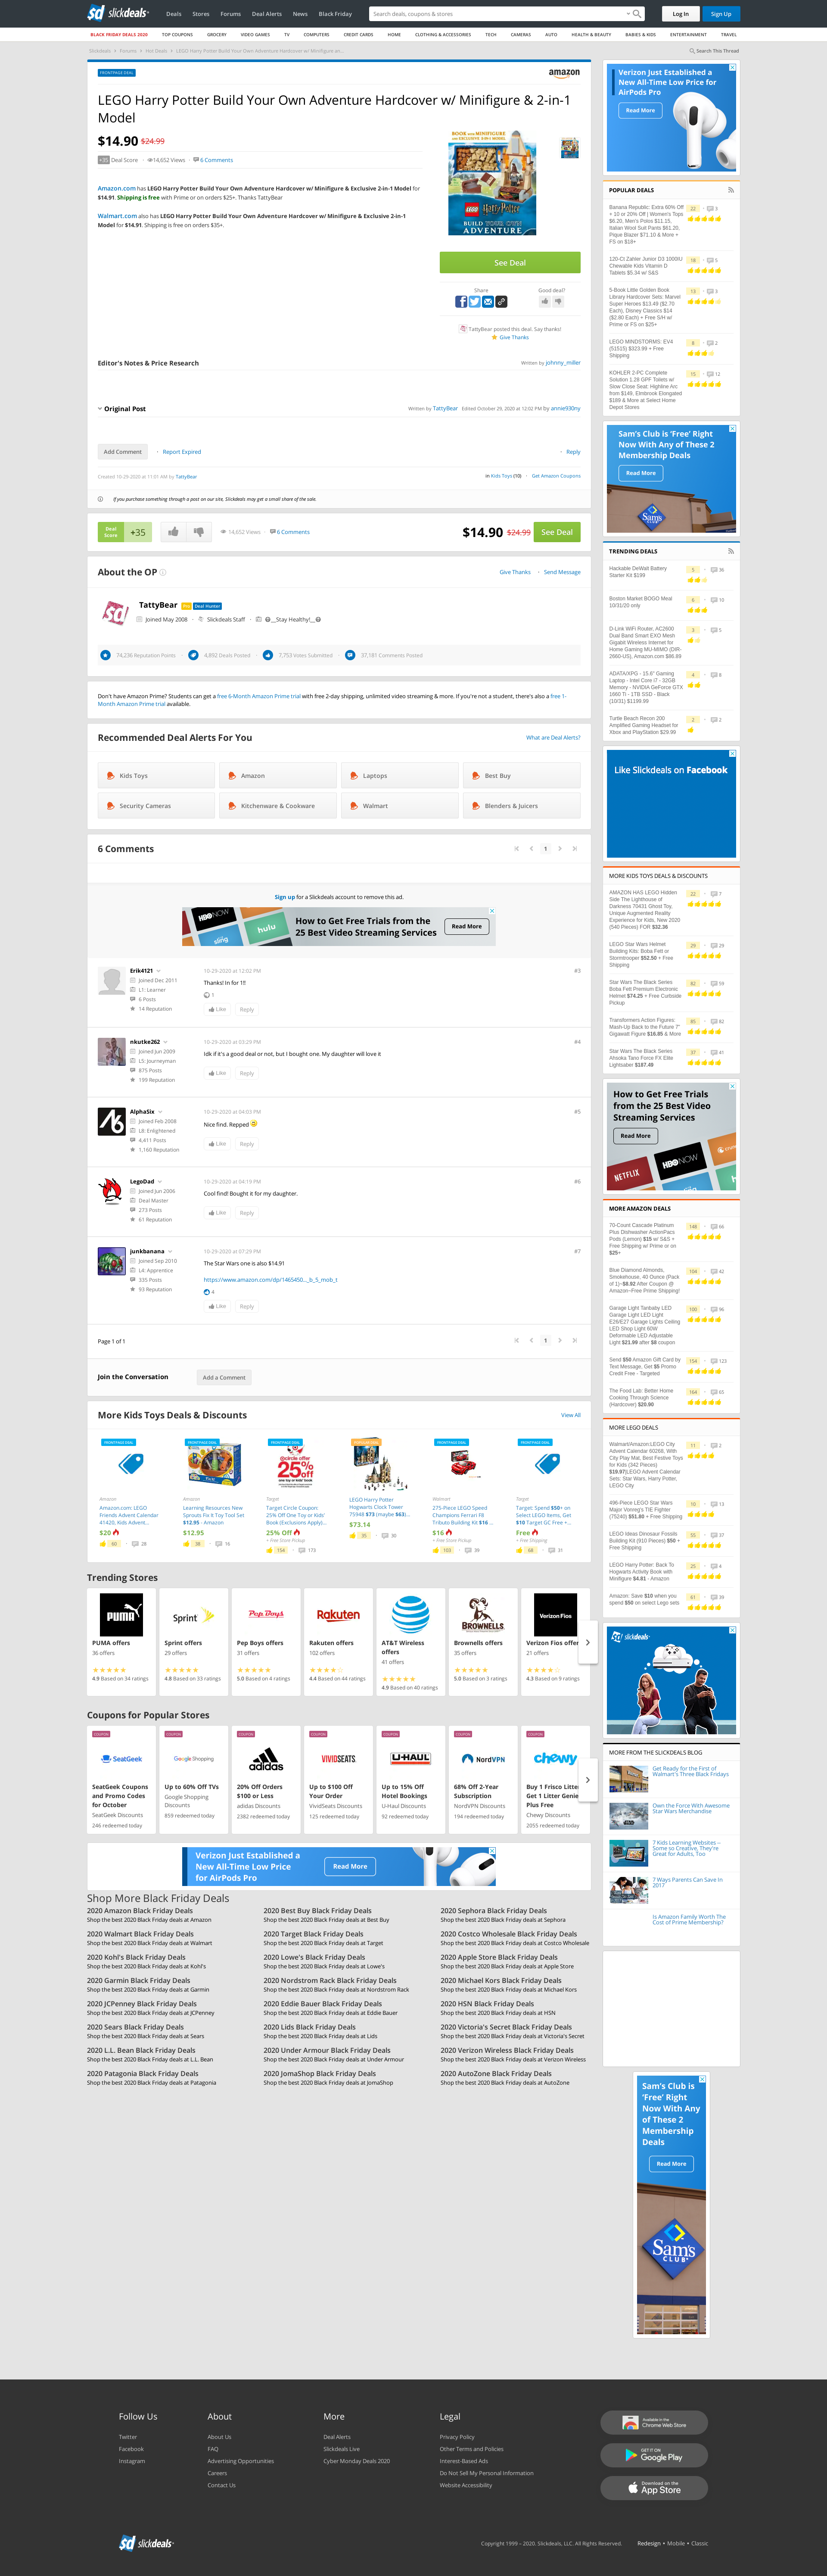 slickdeals
Deals Stores Forums Deal Alerts News Black Friday
Search deals, coupons & stores
Log In Sign Up
BLACK FRIDAY DEALS 2020 TOP COUPONS GROCERY VIDEO GAMES TV COMPUTERS CREDIT CARDS HOME CLOTHING & ACCESSORIES TECH CAMERAS AUTO HEALTH & BEAUTY BABIES & KIDS ENTERTAINMENT TRAVEL
Slickdeals > Forums > Hot Deals > LEGO Harry Potter Build Your Own Adventure Hardcover w/ Minifigure an...
Search This Thread
FRONTPAGE DEAL
amazon
LEGO Harry Potter Build Your Own Adventure Hardcover w/ Minifigure & 2-in-1
Model
$14.90 $24.99
+35 Deal Score 14,652 Views 6 Comments
Amazon.com has LEGO Harry Potter Build Your Own Adventure Hardcover w/ Minifigure & Exclusive 2-in-1 Model for
$14.91. Shipping is free with Prime or on orders $25+. Thanks TattyBear
Walmart.com also has LEGO Harry Potter Build Your Own Adventure Hardcover w/ Minifigure & Exclusive 2-in-1
Model for $14.91. Shipping is free on orders $35+.
BOOK WITH MINIFIGURE
LEGO Harry Potter
BUILD YOUR OWN
ADVENTURE
See Deal
Share Good deal?
TattyBear posted this deal. Say thanks!
Give Thanks
Editor's Notes & Price Research
Written by johnny_miller
Original Post
Written by TattyBear Edited October 29, 2020 at 12:02 PM by annie930ny
Add Comment Report Expired Reply
Created 10-29-2020 at 11:01 AM by TattyBear
in Kids Toys (10) Get Amazon Coupons
If you purchase something through a post on our site, Slickdeals may get a small share of the sale.
Deal
Score
+35
14,652 Views 6 Comments
$14.90 $24.99 See Deal
About the OP
Give Thanks Send Message
TattyBear Pro Deal Hunter
Joined May 2008 Slickdeals Staff __Stay Healthy!__
74,236 Reputation Points 4,892 Deals Posted 7,753 Votes Submitted 37,181 Comments Posted
Don't have Amazon Prime? Students can get a free 6-Month Amazon Prime trial with free 2-day shipping, unlimited video streaming & more. If you're not a student, there's also a free 1-
Month Amazon Prime trial available.
Recommended Deal Alerts For You
What are Deal Alerts?
Kids Toys Amazon Laptops Best Buy
Security Cameras Kitchenware & Cookware Walmart Blenders & Juicers
6 Comments
1
Sign up for a Slickdeals account to remove this ad.
How to Get Free Trials from the
25 Best Video Streaming Services
Read More
Erik4121
Joined Dec 2011
L1: Learner
6 Posts
14 Reputation
10-29-2020 at 12:02 PM
#3
Thanks! In for 1!!
1
Like Reply
nkutke262
Joined Jun 2009
L5: Journeyman
875 Posts
199 Reputation
10-29-2020 at 03:29 PM
#4
Idk if it's a good deal or not, but I bought one. My daughter will love it
Like Reply
AlphaSix
Joined Feb 2008
L8: Enlightened
4,411 Posts
1,160 Reputation
10-29-2020 at 04:03 PM
#5
Nice find. Repped
Like Reply
LegoDad
Joined Jun 2006
Deal Master
273 Posts
61 Reputation
10-29-2020 at 04:19 PM
#6
Cool find! Bought it for my daughter.
Like Reply
junkbanana
Joined Sep 2010
L4: Apprentice
335 Posts
93 Reputation
10-29-2020 at 07:29 PM
#7
The Star Wars one is also $14.91
https://www.amazon.com/dp/1465450..._b_5_mob_t
4
Like Reply
Page 1 of 1
1
Join the Conversation
Add a Comment
More Kids Toys Deals & Discounts
View All
Amazon
Amazon.com: LEGO
Friends Advent Calendar
41420, Kids Advent...
$20
60 28
Amazon
Learning Resources New
Sprouts Fix It Toy Tool Set
$12.95 - Amazon
$12.95
38 16
circle offer
25% off
one toy or kids' book
Target
Target Circle Coupon:
25% Off One Toy or Kids'
Book (Exclusions Apply)...
25% Off
+ Free Store Pickup
154 173
LEGO Harry Potter
Hogwarts Clock Tower
75948 $73 (maybe $63)...
$73.14
35 30
Walmart
275-Piece LEGO Speed
Champions Ferrari F8
Tributo Building Kit $16 ...
$16
+ Free Store Pickup
103 39
Target
Target: Spend $50+ on
Select LEGO Items, Get
$10 Target GC Free +...
Free
+ Free Shipping
68 31
Trending Stores
PUMA offers
36 offers
4.9 Based on 34 ratings
Sprint offers
29 offers
4.8 Based on 33 ratings
Pep Boys offers
31 offers
5.0 Based on 4 ratings
Rakuten offers
102 offers
4.4 Based on 44 ratings
AT&T Wireless
offers
41 offers
4.9 Based on 40 ratings
Brownells offers
35 offers
5.0 Based on 3 ratings
Verizon Fios offer
21 offers
4.3 Based on 9 ratings
Coupons for Popular Stores
COUPON
SeatGeek
SeatGeek Coupons
and Promo Codes
for October
SeatGeek Discounts
246 redeemed today
COUPON
Google Shopping
Up to 60% Off TVs
Google Shopping
Discounts
859 redeemed today
COUPON
adidas
20% Off Orders
$100 or Less
adidas Discounts
2382 redeemed today
COUPON
VIVIDSEATS
Up to $100 Off
Your Order
VividSeats Discounts
125 redeemed today
COUPON
U-HAUL
Up to 15% Off
Hotel Bookings
U-Haul Discounts
92 redeemed today
COUPON
NordVPN
68% Off 2-Year
Subscription
NordVPN Discounts
194 redeemed today
COUPON
chewy
Buy 1 Frisco Litter
Get 1 Litter Genie
Plus Free
Chewy Discounts
2055 redeemed today
Verizon Just Established a
New All-Time Low Price
for AirPods Pro
Read More
Shop More Black Friday Deals
2020 Amazon Black Friday Deals
Shop the best 2020 Black Friday deals at Amazon
2020 Walmart Black Friday Deals
Shop the best 2020 Black Friday deals at Walmart
2020 Kohl's Black Friday Deals
Shop the best 2020 Black Friday deals at Kohl's
2020 Garmin Black Friday Deals
Shop the best 2020 Black Friday deals at Garmin
2020 JCPenney Black Friday Deals
Shop the best 2020 Black Friday deals at JCPenney
2020 Sears Black Friday Deals
Shop the best 2020 Black Friday deals at Sears
2020 L.L. Bean Black Friday Deals
Shop the best 2020 Black Friday deals at L.L. Bean
2020 Patagonia Black Friday Deals
Shop the best 2020 Black Friday deals at Patagonia
2020 Best Buy Black Friday Deals
Shop the best 2020 Black Friday deals at Best Buy
2020 Target Black Friday Deals
Shop the best 2020 Black Friday deals at Target
2020 Lowe's Black Friday Deals
Shop the best 2020 Black Friday deals at Lowe's
2020 Nordstrom Rack Black Friday Deals
Shop the best 2020 Black Friday deals at Nordstrom Rack
2020 Eddie Bauer Black Friday Deals
Shop the best 2020 Black Friday deals at Eddie Bauer
2020 Lids Black Friday Deals
Shop the best 2020 Black Friday deals at Lids
2020 Under Armour Black Friday Deals
Shop the best 2020 Black Friday deals at Under Armour
2020 JomaShop Black Friday Deals
Shop the best 2020 Black Friday deals at JomaShop
2020 Sephora Black Friday Deals
Shop the best 2020 Black Friday deals at Sephora
2020 Costco Wholesale Black Friday Deals
Shop the best 2020 Black Friday deals at Costco Wholesale
2020 Apple Store Black Friday Deals
Shop the best 2020 Black Friday deals at Apple Store
2020 Michael Kors Black Friday Deals
Shop the best 2020 Black Friday deals at Michael Kors
2020 HSN Black Friday Deals
Shop the best 2020 Black Friday deals at HSN
2020 Victoria's Secret Black Friday Deals
Shop the best 2020 Black Friday deals at Victoria's Secret
2020 Verizon Wireless Black Friday Deals
Shop the best 2020 Black Friday deals at Verizon Wireless
2020 AutoZone Black Friday Deals
Shop the best 2020 Black Friday deals at AutoZone
Verizon Just Established a
New All-Time Low Price for
AirPods Pro
Read More
POPULAR DEALS
Banana Republic: Extra 60% Off
+ 10 or 20% Off | Women's Tops
$6.20, Men's Polos $11.15,
Italian Wool Suit Pants $61.20,
Pique Blazer $71.10 & More +
FS on $18+
22 3
120-Ct Zahler Junior D3 1000IU
Chewable Kids Vitamin D
Tablets $5.34 w/ S&S
18 5
5-Book Little Golden Book
Library Hardcover Sets: Marvel
Super Heroes $13.49 ($2.70
Each), Disney Classics $14
($2.80 Each) + Free S/H w/
Prime or FS on $25+
13 3
LEGO MINDSTORMS: EV4
(51515) $323.99 + Free
Shipping
8 2
KOHLER 2-PC Complete
Solution 1.28 GPF Toilets w/
Slow Close Seat: Highline Arc
from $149, Elmbrook Elongated
$189 & More at Select Home
Depot Stores
15 12
Sam's Club is 'Free' Right
Now With Any of These 2
Membership Deals
Read More
TRENDING DEALS
Hackable DeWalt Battery
Starter Kit $199
5 36
Boston Market BOGO Meal
10/31/20 only
6 10
D-Link WiFi Router, AC2600
Dual Band Smart EXO Mesh
Gigabit Wireless Internet for
Home Gaming MU-MIMO (DIR-
2660-US), Amazon.com $86.89
3 5
ADATA/XPG - 15.6" Gaming
Laptop - Intel Core i7 - 32GB
Memory - NVIDIA GeForce GTX
1660 Ti - 1TB SSD - Black
(10/31) $1199.99
4 8
Turtle Beach Recon 200
Amplified Gaming Headset for
Xbox and PlayStation $29.99
2 2
Like Slickdeals on Facebook
MORE KIDS TOYS DEALS & DISCOUNTS
AMAZON HAS LEGO Hidden
Side The Lighthouse of
Darkness 70431 Ghost Toy,
Unique Augmented Reality
Experience for Kids, New 2020
(540 Pieces) FOR $32.36
22 7
LEGO Star Wars Helmet
Building Kits: Boba Fett or
Stormtrooper $52.50 + Free
Shipping
29 29
Star Wars The Black Series
Boba Fett Premium Electronic
Helmet $74.25 + Free Curbside
Pickup
82 59
Transformers Action Figures:
Mash-Up Back to the Future 7"
Gigawatt Figure $16.85 & More
85 82
Star Wars The Black Series
Ahsoka Tano Force FX Elite
Lightsaber $187.49
37 41
How to Get Free Trials
from the 25 Best Video
Streaming Services
Read More
MORE AMAZON DEALS
70-Count Cascade Platinum
Plus Dishwasher ActionPacs
Pods (Lemon) $15 w/ S&S +
Free Shipping w/ Prime or on
$25+
148 66
Blue Diamond Almonds,
Smokehouse, 40 Ounce (Pack
of 1)–$8.92 After Coupon @
Amazon–Free Prime Shipping!
104 42
Garage Light Tanbaby LED
Garage Light LED Light
E26/E27 Garage Lights Ceiling
LED Shop Light 60W
Deformable LED Adjustable
Light $21.99 after $8 coupon
100 96
Send $50 Amazon Gift Card by
Text Message, Get $5 Promo
Credit Free - Targeted
154 123
The Food Lab: Better Home
Cooking Through Science
(Hardcover) $20.90
164 65
MORE LEGO DEALS
Walmart/Amazon:LEGO City
Advent Calendar 60268, With
City Play Mat, Best Festive Toys
for Kids (342 Pieces)
$19.97||LEGO Advent Calendar
Sets: Star Wars, Harry Potter,
LEGO City
11 2
496-Piece LEGO Star Wars
Major Vonreg's TIE Fighter
(75240) $51.80 + Free Shipping
10 13
LEGO Ideas Dinosaur Fossils
Building Kit (910 Pieces) $50 +
Free Shipping
55 37
LEGO Harry Potter: Back To
Hogwarts Activity Book with
Minifigure $4.81 - Amazon
25 4
Amazon: Save $10 when you
spend $50 on select Lego sets
61 39
slickdeals
MORE FROM THE SLICKDEALS BLOG
Get Ready for the First of
Walmart's Three Black Fridays
Own the Force With Awesome
Star Wars Merchandise
7 Kids Learning Websites –
Some so Creative, They're
Great for Adults, Too
7 Ways Parents Can Save in
2017
Is Amazon Family Worth The
Cost of Prime Membership?
Sam's Club is
'Free' Right
Now With Any
of These 2
Membership
Deals
Read More
Sam's
CLUB
Follow Us
Twitter
Facebook
Instagram
About
About Us
FAQ
Advertising Opportunities
Careers
Contact Us
More
Deal Alerts
Slickdeals Live
Cyber Monday Deals 2020
Legal
Privacy Policy
Other Terms and Policies
Interest-Based Ads
Do Not Sell My Personal Information
Website Accessibility
Available in the
Chrome Web Store
GET IT ON
Google Play
Download on the
App Store
slickdeals
Copyright 1999 – 2020. Slickdeals, LLC. All Rights Reserved. Redesign • Mobile • Classic